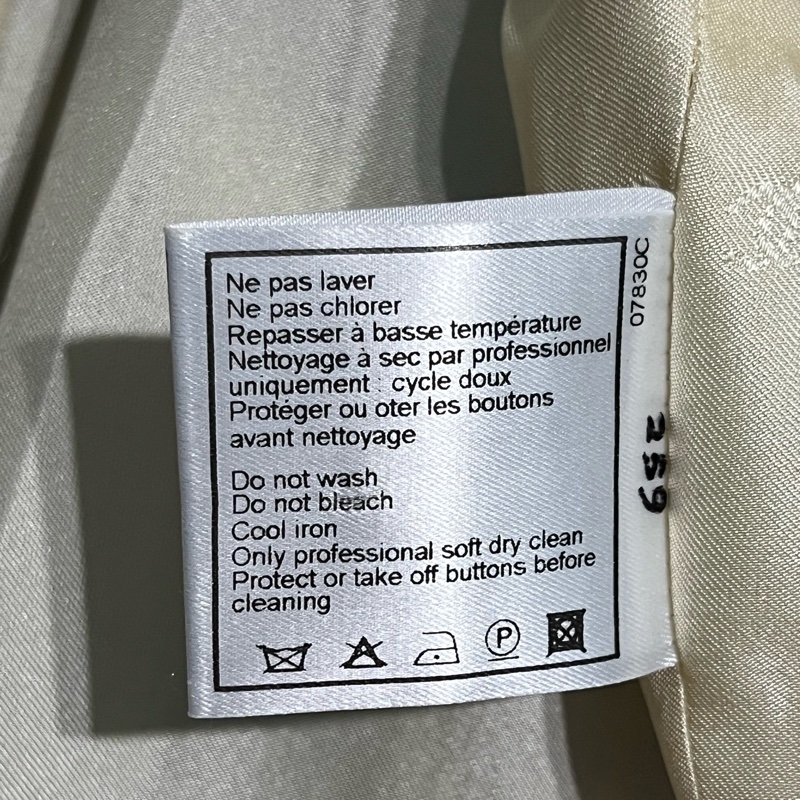 Ne pas laver
Ne pas chlorer
Repasser à basse température
Nettoyage à sec par professionnel
uniquement : cycle doux
Protéger ou oter les boutons
avant nettoyage
Do not wash
Do not bleach
Cool iron
Only professional soft dry clean
Protect or take off buttons before
cleaning
P
07830C